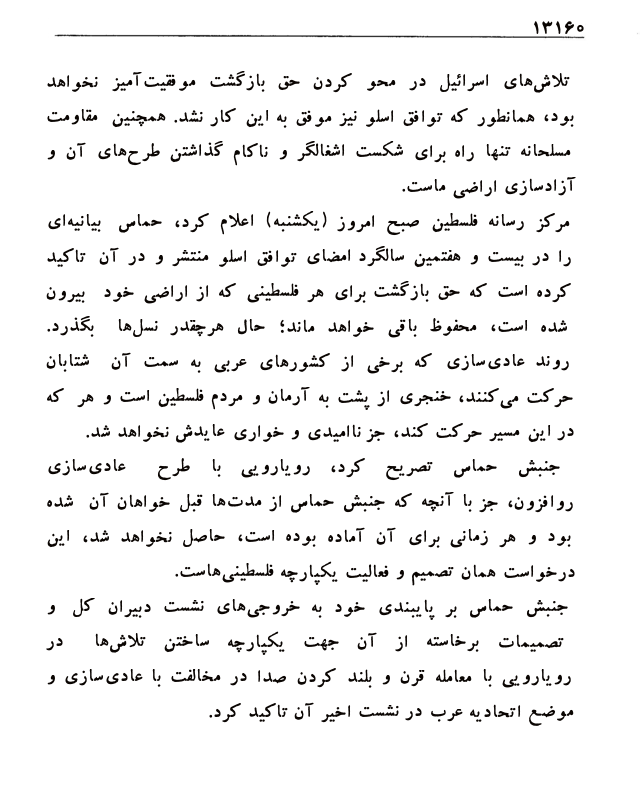 ۱۳۱۶۰
تلاش‌های اسرائیل در محو کردن حق بازگشت موفقیت‌آمیز نخواهد
بود، همانطور که توافق اسلو نیز موفق به این کار نشد. همچنین مقاومت
مسلحانه تنها راه برای شکست اشغالگر و ناکام گذاشتن طرح‌های آن و
آزادسازی اراضی ماست.
مرکز رسانه فلسطین صبح امروز (یکشنبه) اعلام کرد، حماس بیانیه‌ای
را در بیست و هفتمین سالگرد امضای توافق اسلو منتشر و در آن تاکید
کرده است که حق بازگشت برای هر فلسطینی که از اراضی خود بیرون
شده است، محفوظ باقی خواهد ماند؛ حال هرچقدر نسل‌ها بگذرد.
روند عادی‌سازی که برخی از کشورهای عربی به سمت آن شتابان
حرکت می‌کنند، خنجری از پشت به آرمان و مردم فلسطین است و هر که
در این مسیر حرکت کند، جز ناامیدی و خواری عایدش نخواهد شد.
جنبش حماس تصریح کرد، رویارویی با طرح عادی‌سازی
روافزون، جز با آنچه که جنبش حماس از مدت‌ها قبل خواهان آن شده
بود و هر زمانی برای آن آماده بوده است، حاصل نخواهد شد، این
درخواست همان تصمیم و فعالیت یکپارچه فلسطینی‌هاست.
جنبش حماس بر پایبندی خود به خروجی‌های نشست دبیران کل و
تصمیمات برخاسته از آن جهت یکپارچه ساختن تلاش‌ها در
رویارویی با معامله قرن و بلند کردن صدا در مخالفت با عادی‌سازی و
موضع اتحادیه عرب در نشست اخیر آن تاکید کرد.